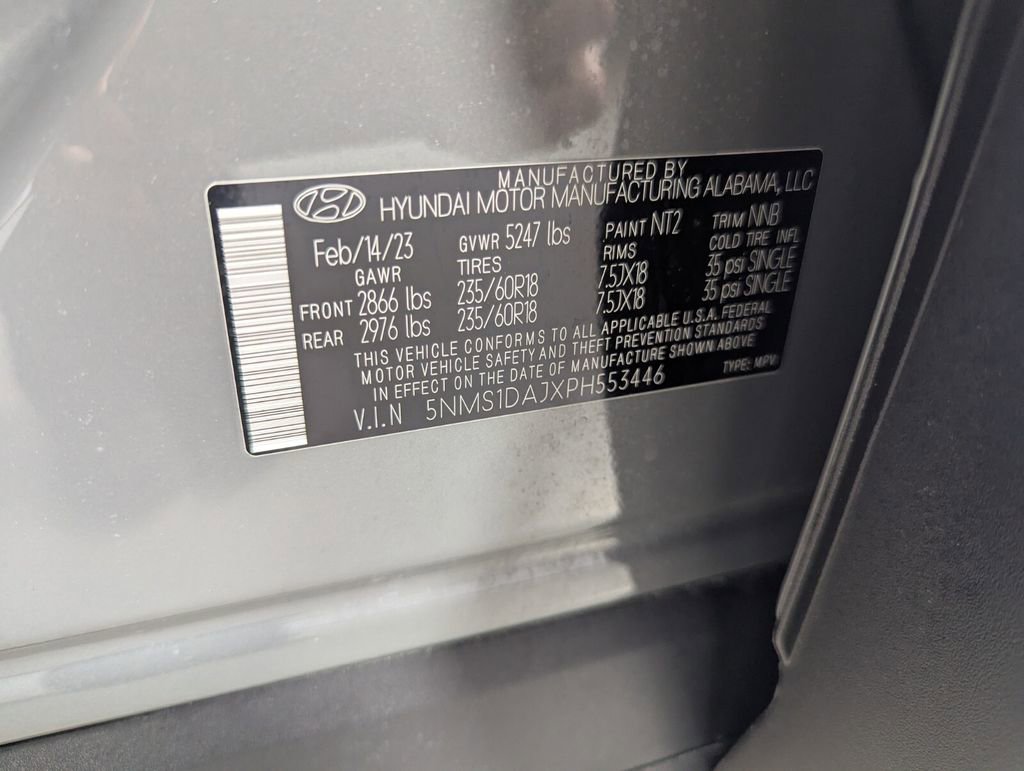 MANUFACTURED BY
HYUNDAI MOTOR MANUFACTURING ALABAMA, LLC
Feb/14/23 GVWR 5247 lbs PAINT NT2 TRIM NNB
GAWR TIRES RIMS COLD TIRE INFL
FRONT 2866 lbs 235/60R18 7.5JX18 35 psi SINGLE
REAR 2976 lbs 235/60R18 7.5JX18 35 psi SINGLE
THIS VEHICLE CONFORMS TO ALL APPLICABLE U.S.A. FEDERAL
MOTOR VEHICLE SAFETY AND THEFT PREVENTION STANDARDS
IN EFFECT ON THE DATE OF MANUFACTURE SHOWN ABOVE
V.I.N 5NMS1DAJXPH553446 TYPE: MPV